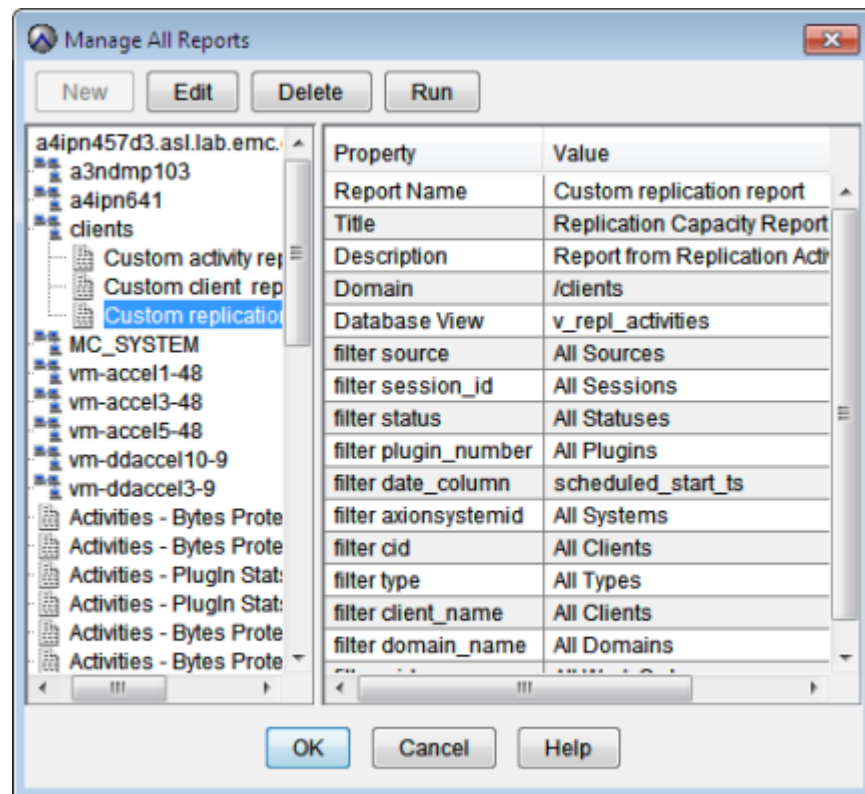 Manage All Reports
New Edit Delete Run
a4ipn457d3.asl.lab.emc.
a3ndmp103
a4ipn641
clients
Custom activity rep
Custom client_rep
Custom replication
MC_SYSTEM
vm-accel1-48
vm-accel3-48
vm-accel5-48
vm-ddaccel10-9
vm-ddaccel3-9
Activities - Bytes Prote
Activities - Bytes Prote
Activities - PlugIn Stat
Activities - PlugIn Stat
Activities - Bytes Prote
Activities - Bytes Prote
Property Value
Report Name Custom replication report
Title Replication Capacity Report
Description Report from Replication Acti
Domain /clients
Database View v_repl_activities
filter source All Sources
filter session_id All Sessions
filter status All Statuses
filter plugin_number All Plugins
filter date_column scheduled_start_ts
filter axionsystemid All Systems
filter cid All Clients
filter type All Types
filter client_name All Clients
filter domain_name All Domains
OK Cancel Help